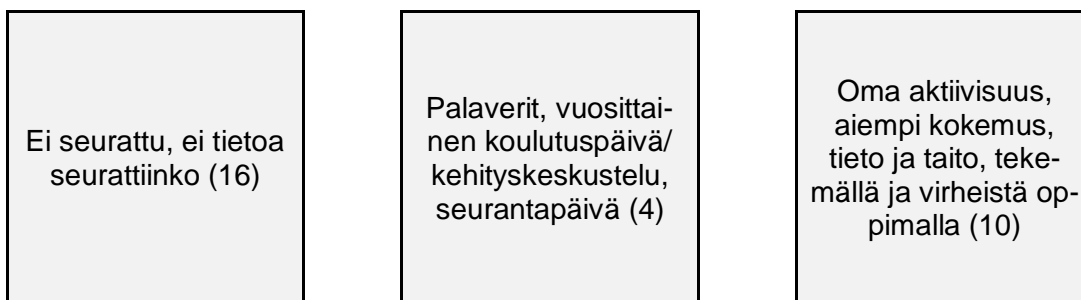 Ei seurattu, ei tietoa
seurattiinko (16)
Palaverit, vuosittai-
nen koulutuspäivä/
kehityskeskustelu,
seurantapäivä (4)
Oma aktiivisuus,
aiempi kokemus,
tieto ja taito, teke-
mällä ja virheistä op-
pimalla (10)